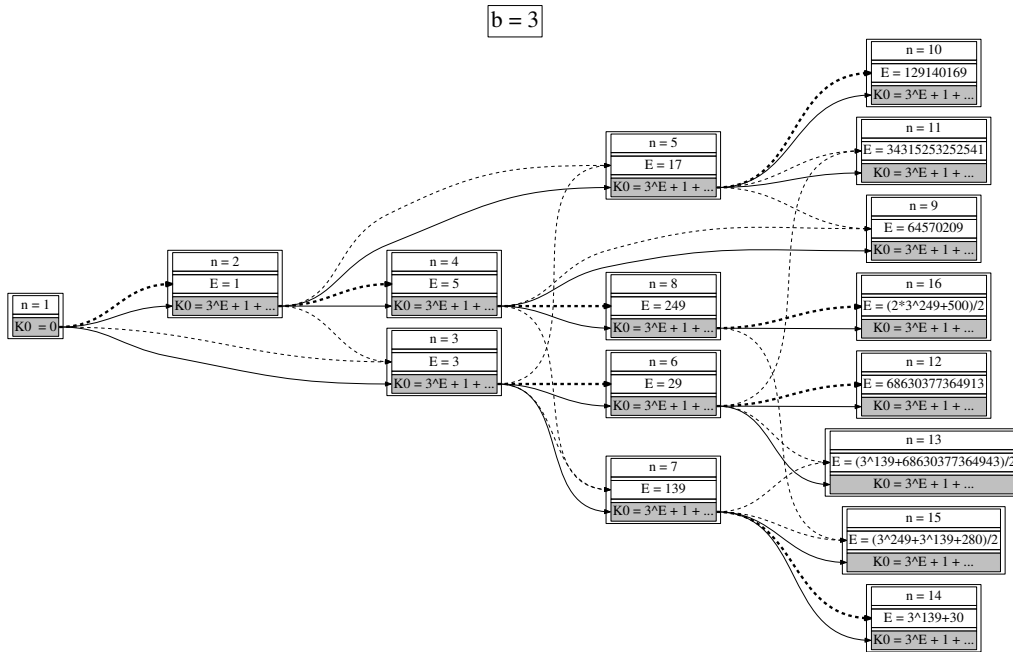 b = 3
n = 1
K0 = 0
n = 2
E = 1
K0 = 3^E + 1 + ...
n = 4
E = 5
K0 = 3^E + 1 + ...
n = 3
E = 3
K0 = 3^E + 1 + ...
n = 5
E = 17
K0 = 3^E + 1 + ...
n = 8
E = 249
K0 = 3^E + 1 + ...
n = 6
E = 29
K0 = 3^E + 1 + ...
n = 7
E = 139
K0 = 3^E + 1 + ...
n = 10
E = 129140169
K0 = 3^E + 1 + ...
n = 11
E = 34315253252541
K0 = 3^E + 1 + ...
n = 9
E = 64570209
K0 = 3^E + 1 + ...
n = 16
E = (2*3^249+500)/2
K0 = 3^E + 1 + ...
n = 12
E = 68630377364913
K0 = 3^E + 1 + ...
n = 13
E = (3^139+68630377364943)/2
K0 = 3^E + 1 + ...
n = 15
E = (3^249+3^139+280)/2
K0 = 3^E + 1 + ...
n = 14
E = 3^139+30
K0 = 3^E + 1 + ...